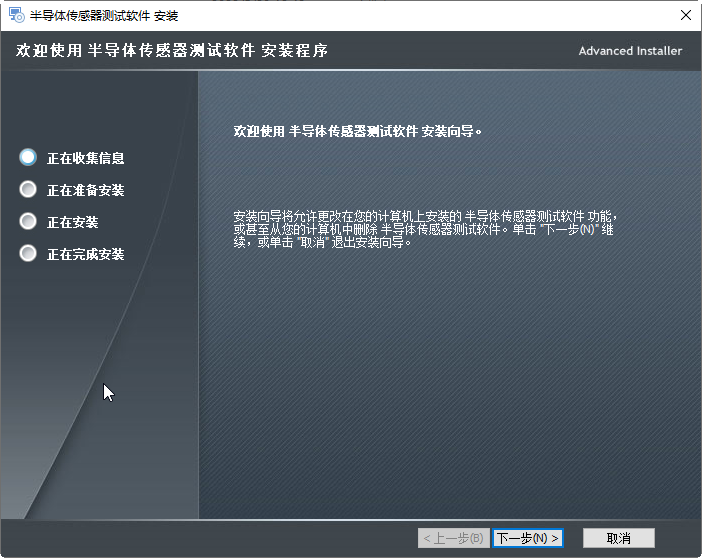 半导体传感器测试软件 安装
欢迎使用 半导体传感器测试软件 安装程序
Advanced Installer
正在收集信息
正在准备安装
正在安装
正在完成安装
欢迎使用 半导体传感器测试软件 安装向导。
安装向导将允许更改在您的计算机上安装的 半导体传感器测试软件 功能，
或甚至从您的计算机中删除 半导体传感器测试软件。单击 "下一步(N)" 继
续，或单击 "取消" 退出安装向导。
< 上一步(B)
下一步(N) >
取消